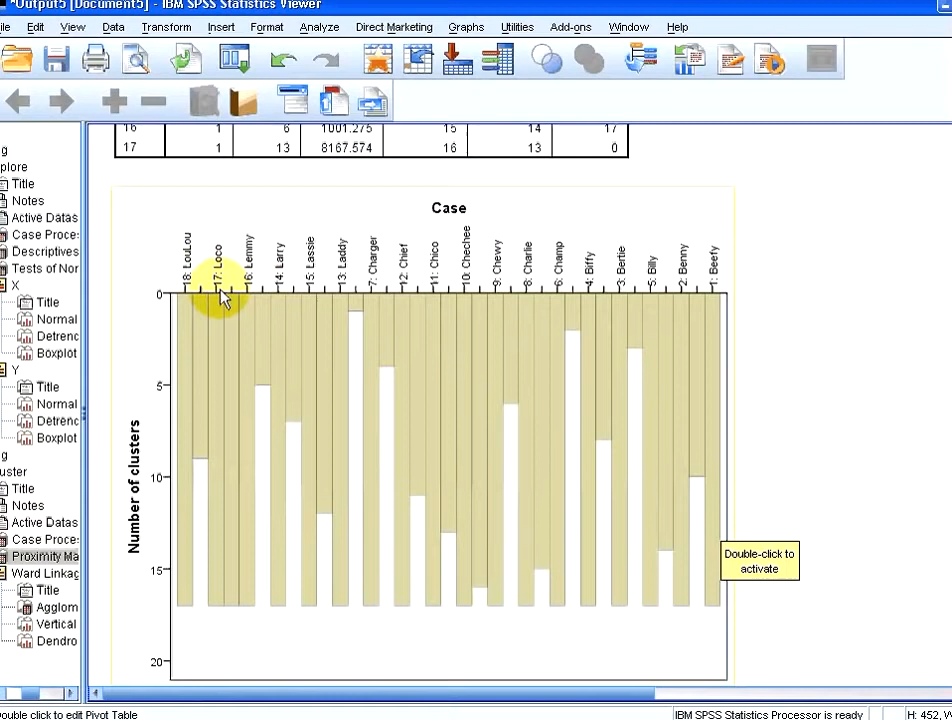 *Output5 [Document5] - IBM SPSS Statistics Viewer
ile Edit View Data Transform Insert Format Analyze Direct Marketing Graphs Utilities Add-ons Window Help
g
xplore
Title
Notes
Active Datas
Case Proce:
Descriptives
Tests of Nor
X
Title
Normal
Detrenc
Boxplot
Y
Title
Normal
Detrenc
Boxplot
g
uster
Title
Notes
Active Datas
Case Proce:
Proximity Ma
Ward Linkag
Title
Agglom
Vertical
Dendro
16 1 6 1001.275 15 14 17
17 1 13 8167.574 16 13 0
Case
18: LouLou
17: Loco
16: Lemmy
14: Larry
15: Lassie
13: Laddy
7: Charger
12: Chief
11: Chico
10: Chechee
9: Chewy
8: Charlie
6: Champ
4: Biffy
3: Bertie
5: Billy
2: Benny
1: Beefy
Number of clusters
0
5
10
15
20
Double-click to
activate
Double click to edit Pivot Table
IBM SPSS Statistics Processor is ready
H: 452, W